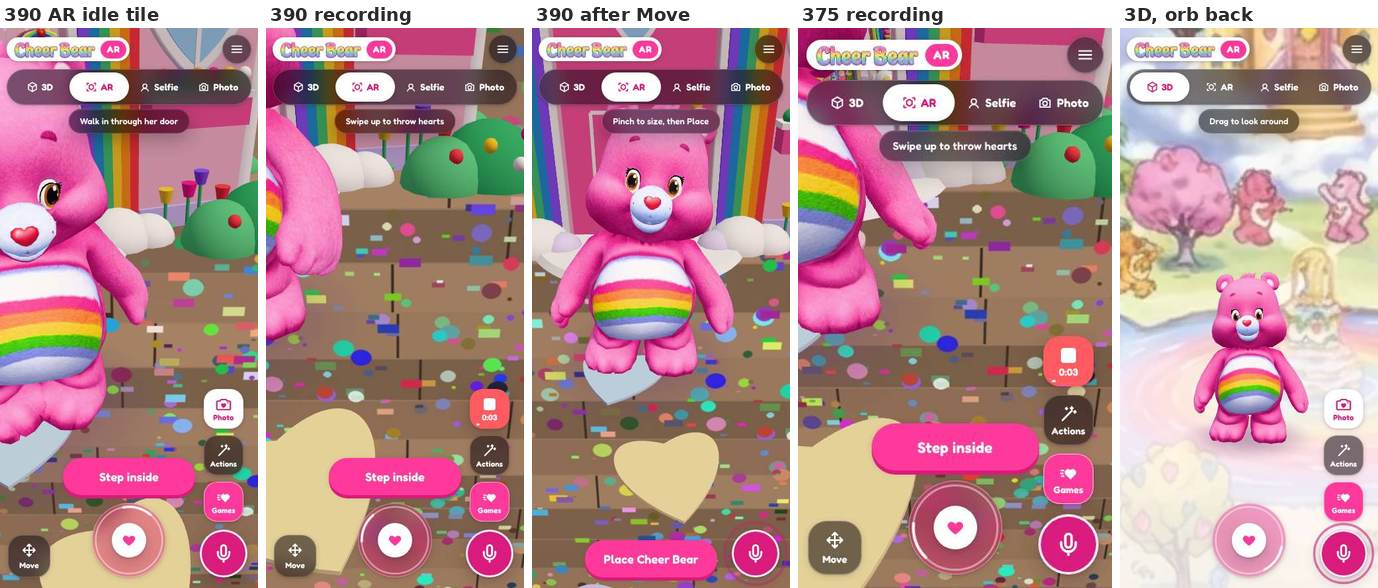 390 AR idle tile
Cheer Bear AR
3D AR Selfie Photo
Walk in through her door
Photo
Actions
Step inside
Games
Move
390 recording
Cheer Bear AR
3D AR Selfie Photo
Swipe up to throw hearts
0:03
Actions
Step inside
Games
Move
390 after Move
Cheer Bear AR
3D AR Selfie Photo
Pinch to size, then Place
Place Cheer Bear
375 recording
Cheer Bear AR
3D AR Selfie Photo
Swipe up to throw hearts
0:03
Actions
Step inside
Games
Move
3D, orb back
Cheer Bear AR
3D AR Selfie Photo
Drag to look around
Photo
Actions
Games